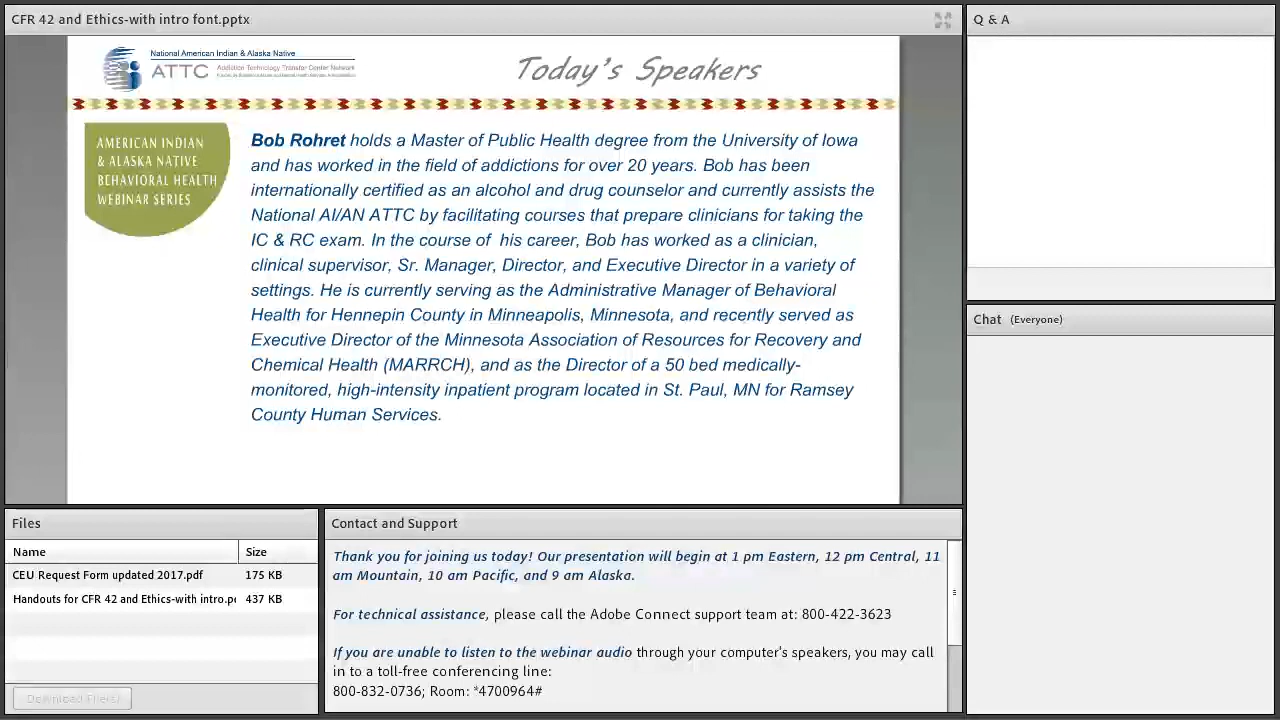 CFR 42 and Ethics-with intro font.pptx
National American Indian & Alaska Native
ATTC
Addiction Technology Transfer Center Network
Today's Speakers
AMERICAN INDIAN
& ALASKA NATIVE
BEHAVIORAL HEALTH
WEBINAR SERIES
Bob Rohret holds a Master of Public Health degree from the University of Iowa
and has worked in the field of addictions for over 20 years. Bob has been
internationally certified as an alcohol and drug counselor and currently assists the
National AI/AN ATTC by facilitating courses that prepare clinicians for taking the
IC & RC exam. In the course of his career, Bob has worked as a clinician,
clinical supervisor, Sr. Manager, Director, and Executive Director in a variety of
settings. He is currently serving as the Administrative Manager of Behavioral
Health for Hennepin County in Minneapolis, Minnesota, and recently served as
Executive Director of the Minnesota Association of Resources for Recovery and
Chemical Health (MARRCH), and as the Director of a 50 bed medically-
monitored, high-intensity inpatient program located in St. Paul, MN for Ramsey
County Human Services.
Q & A
Chat (Everyone)
Files
Name Size
CEU Request Form updated 2017.pdf 175 KB
Handouts for CFR 42 and Ethics-with intro.pc 437 KB
Download File(s)
Contact and Support
Thank you for joining us today! Our presentation will begin at 1 pm Eastern, 12 pm Central, 11
am Mountain, 10 am Pacific, and 9 am Alaska.
For technical assistance, please call the Adobe Connect support team at: 800-422-3623
If you are unable to listen to the webinar audio through your computer's speakers, you may call
in to a toll-free conferencing line:
800-832-0736; Room: *4700964#